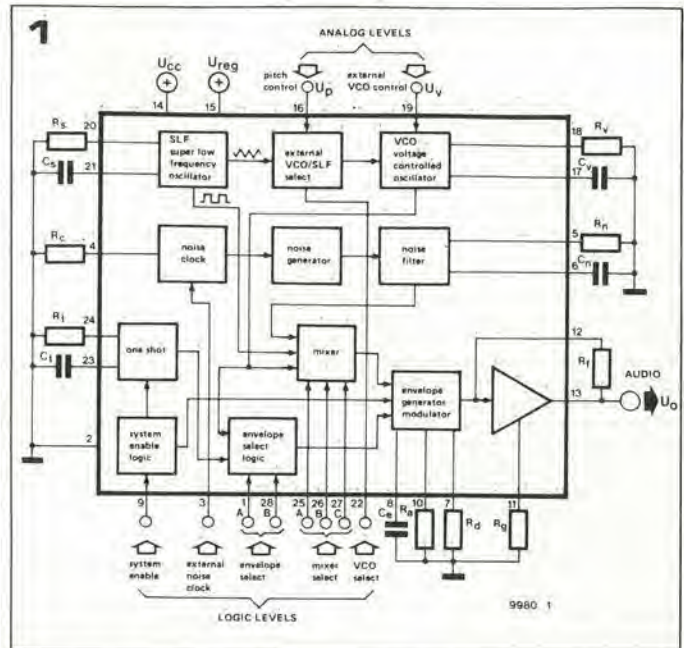 1
ANALOG LEVELS
Ucc
Ureg
pitch control
Up
external VCO control
Uv
14
15
16
19
Rs
20
Cs
21
SLF
super low
frequency
oscillator
external
VCO/SLF
select
VCO
voltage
controlled
oscillator
18
Rv
17
Cv
Rc
4
noise
clock
noise
generator
noise
filter
5
Rn
6
Cn
24
23
one shot
mixer
envelope
generator
modulator
12
Rf
13
AUDIO
Uo
2
system
enable
logic
envelope
select
logic
9
3
1
A
28
B
25
A
26
B
27
C
22
Ce
8
Ra
10
7
Rd
Rg
11
system
enable
external
noise
clock
envelope
select
mixer
select
VCO
select
LOGIC LEVELS
9980 1